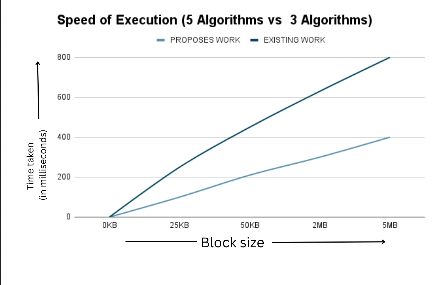 Speed of Execution (5 Algorithms vs 3 Algorithms)
PROPOSES WORK EXISTING WORK
800
600
400
200
0
Time taken
(in milliseconds)
0KB 25KB 50KB 2MB 5MB
Block size